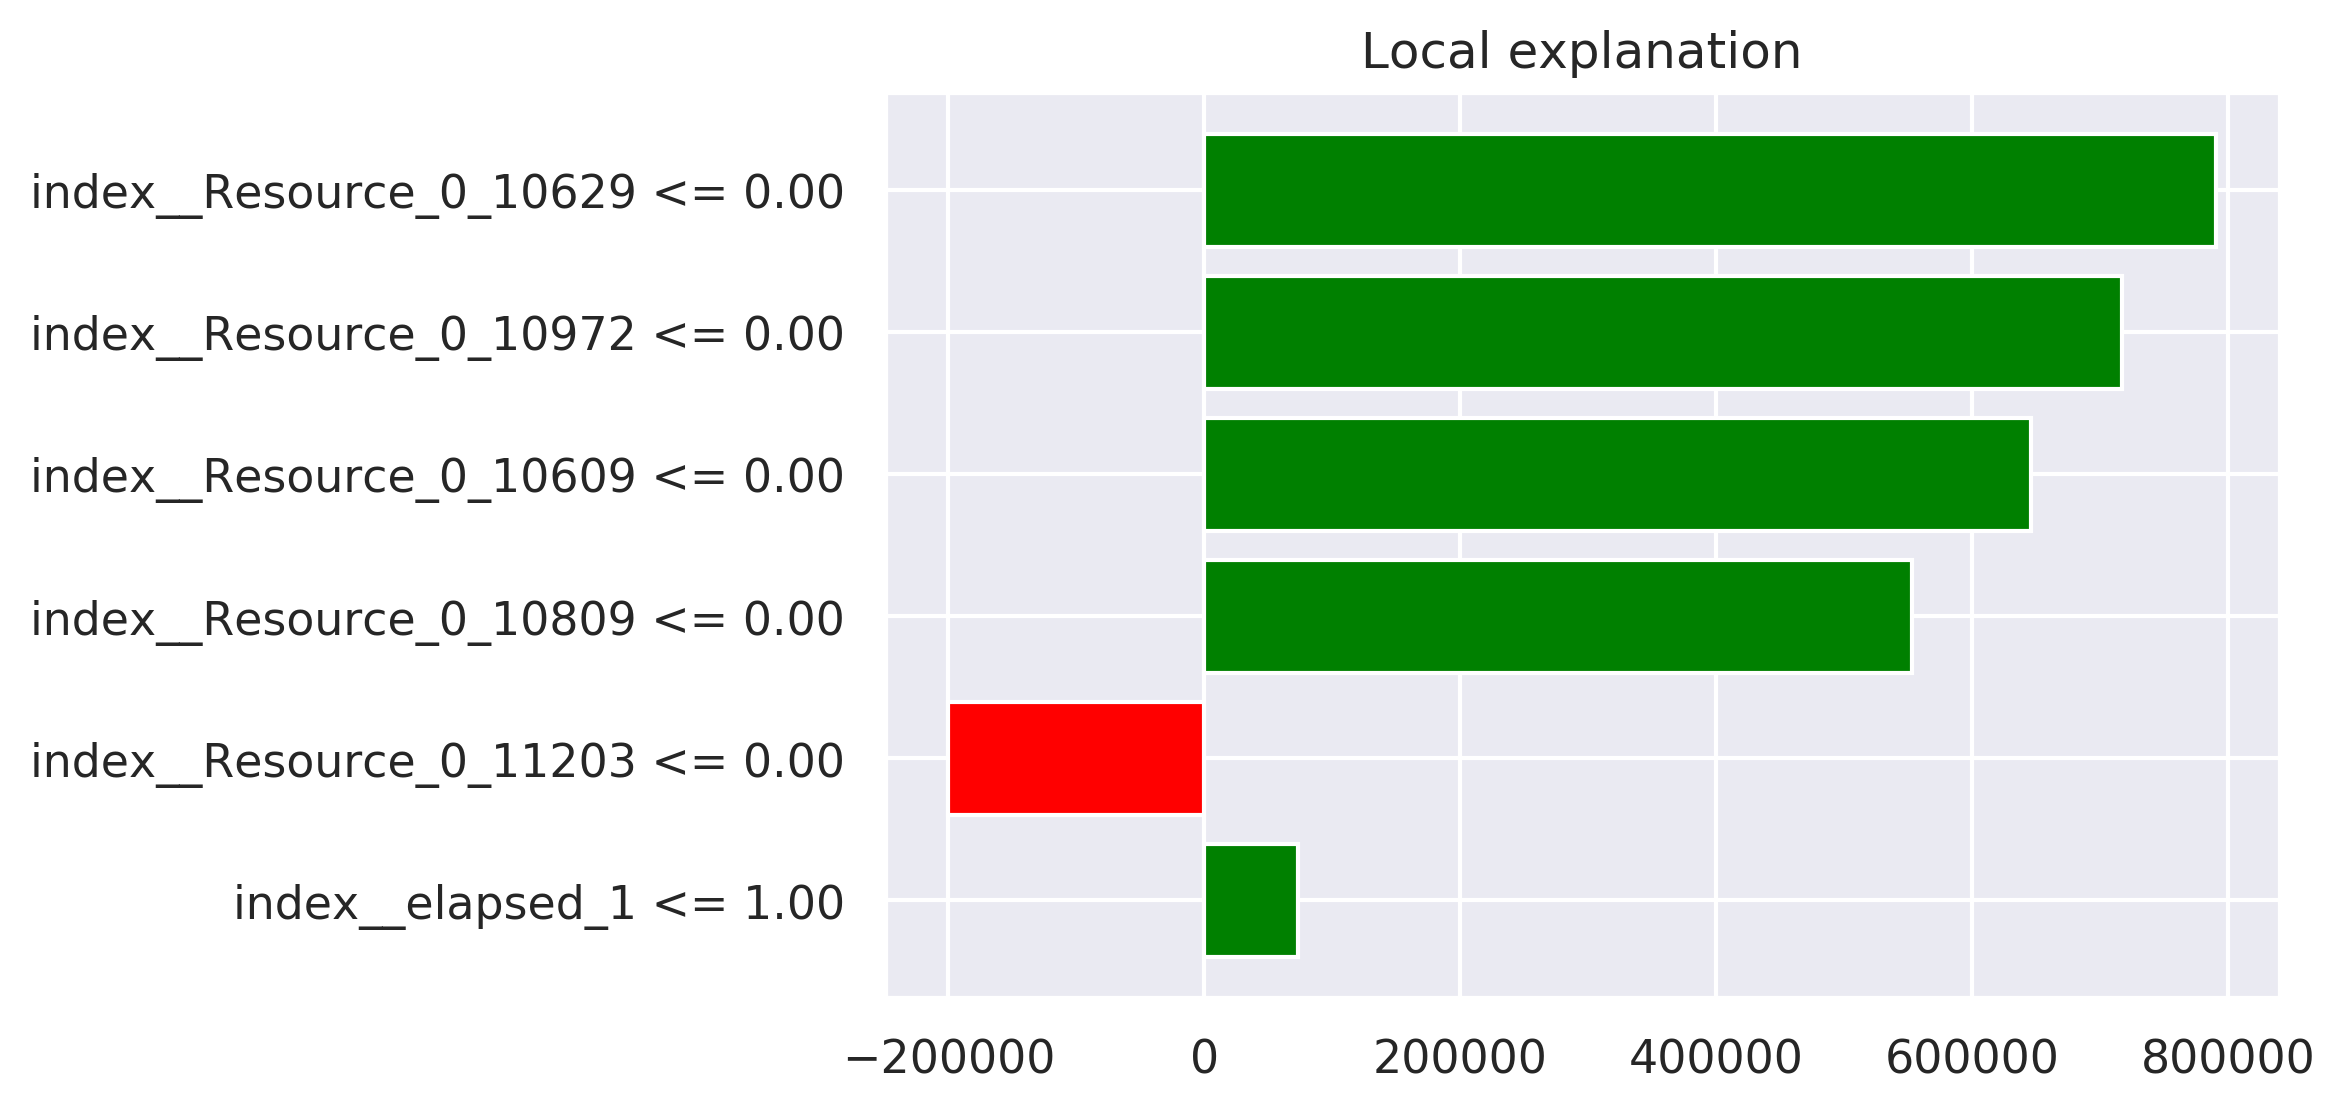 Local explanation
index__Resource_0_10629 <= 0.00
index__Resource_0_10972 <= 0.00
index__Resource_0_10609 <= 0.00
index__Resource_0_10809 <= 0.00
index__Resource_0_11203 <= 0.00
index__elapsed_1 <= 1.00
−200000 0 200000 400000 600000 800000